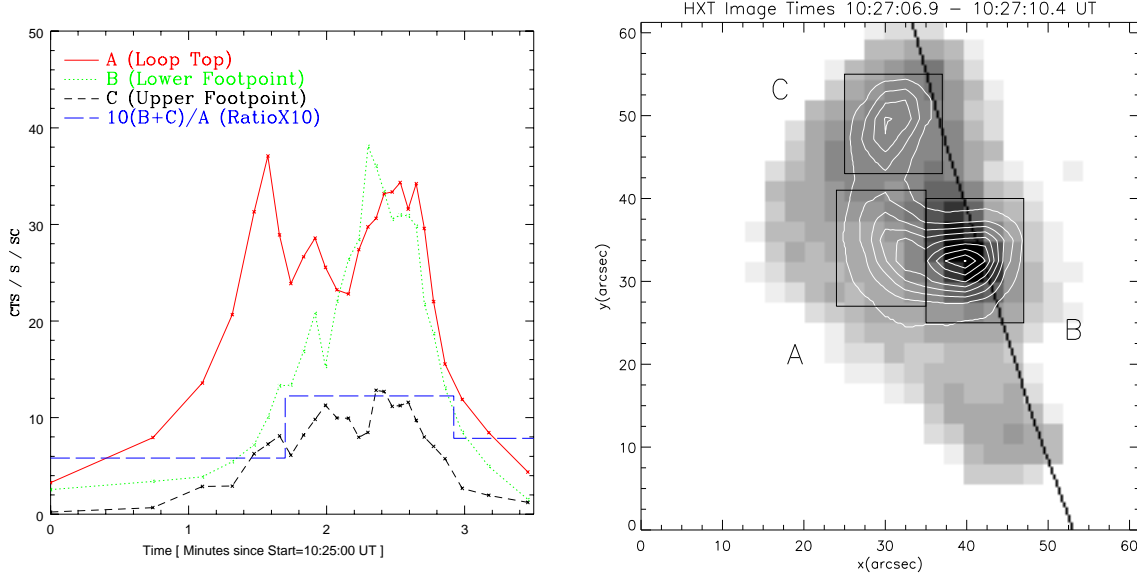 50
40
30
20
10
0
CTS / S / SC
A (Loop Top)
B (Lower Footpoint)
C (Upper Footpoint)
10(B+C)/A (RatioX10)
0 1 2 3
Time [ Minutes since Start=10:25:00 UT ]
HXT Image Times 10:27:06.9 – 10:27:10.4 UT
60
50
40
30
20
10
0
y(arcsec)
C
A
B
0 10 20 30 40 50 60
x(arcsec)